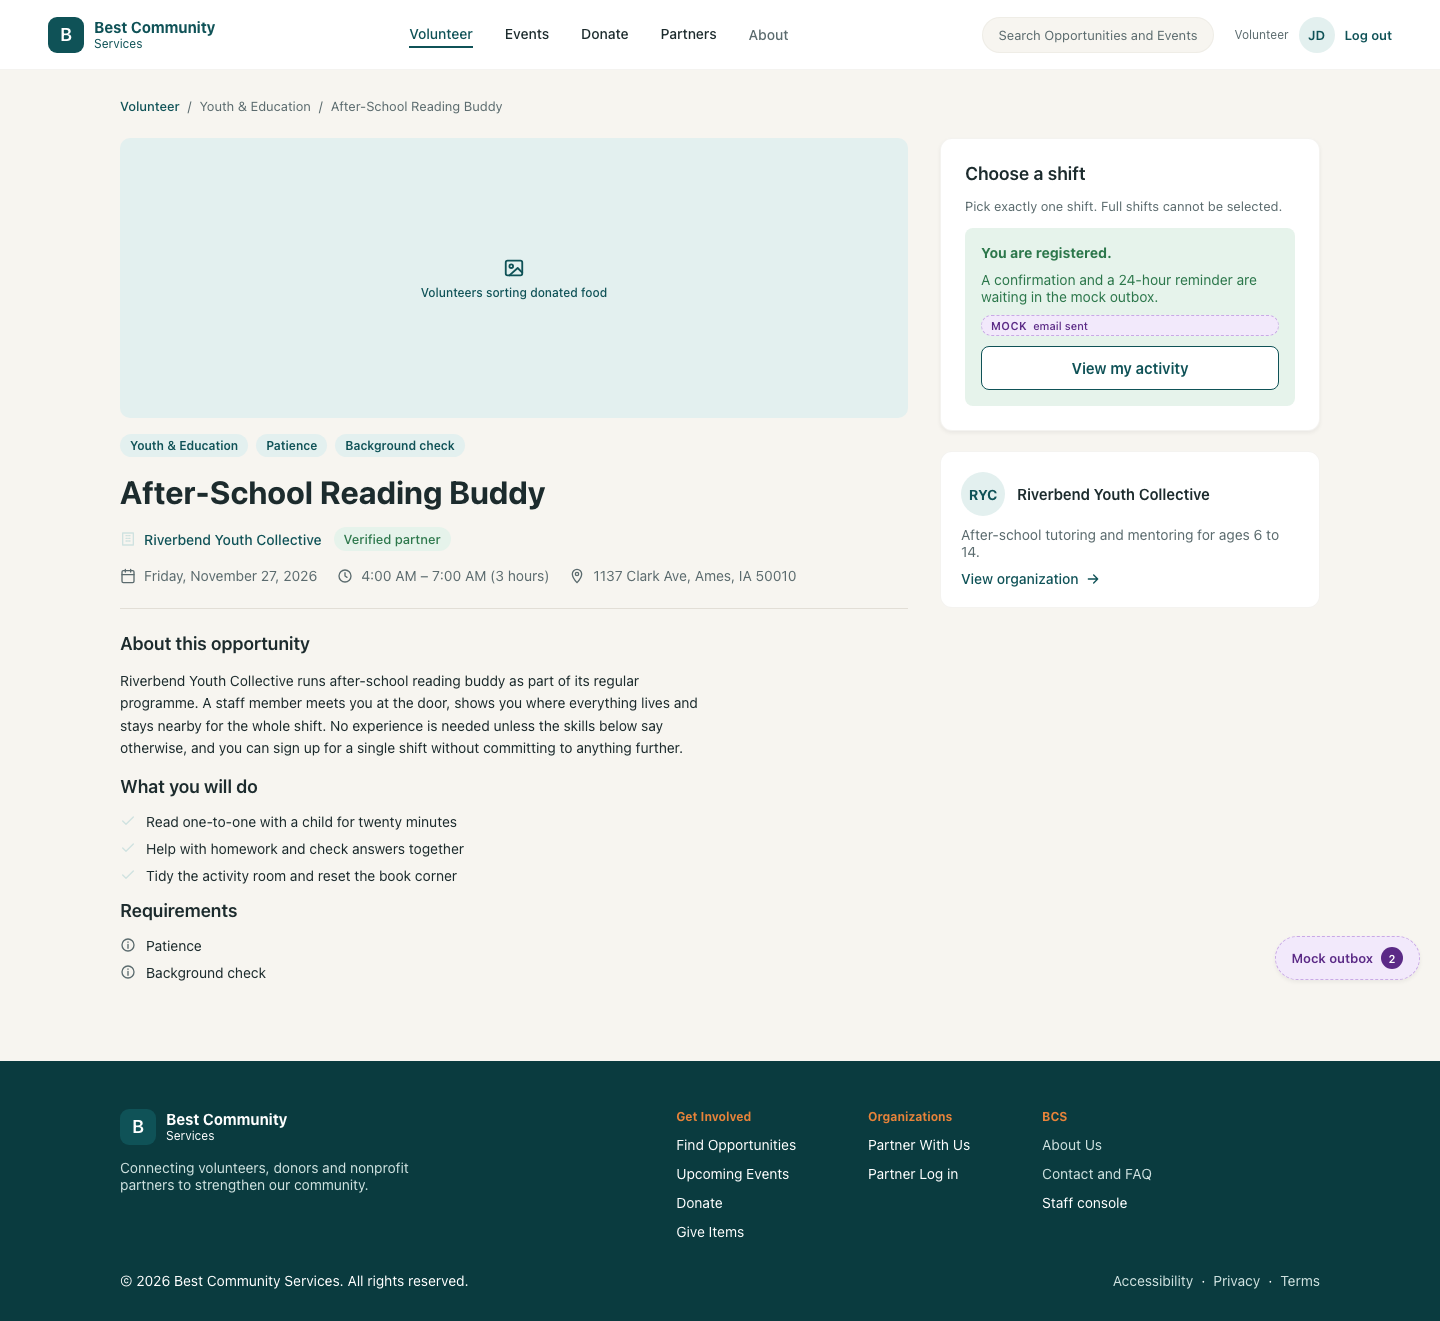 B
Best Community
Services
Volunteer
Events
Donate
Partners
About
Search Opportunities and Events
Volunteer
JD
Log out
Volunteer / Youth & Education / After-School Reading Buddy
Volunteers sorting donated food
Youth & Education
Patience
Background check
After-School Reading Buddy
Riverbend Youth Collective
Verified partner
Friday, November 27, 2026
4:00 AM – 7:00 AM (3 hours)
1137 Clark Ave, Ames, IA 50010
About this opportunity
Riverbend Youth Collective runs after-school reading buddy as part of its regular
programme. A staff member meets you at the door, shows you where everything lives and
stays nearby for the whole shift. No experience is needed unless the skills below say
otherwise, and you can sign up for a single shift without committing to anything further.
What you will do
Read one-to-one with a child for twenty minutes
Help with homework and check answers together
Tidy the activity room and reset the book corner
Requirements
Patience
Background check
Choose a shift
Pick exactly one shift. Full shifts cannot be selected.
You are registered.
A confirmation and a 24-hour reminder are
waiting in the mock outbox.
MOCK email sent
View my activity
RYC
Riverbend Youth Collective
After-school tutoring and mentoring for ages 6 to
14.
View organization →
Mock outbox 2
B
Best Community
Services
Connecting volunteers, donors and nonprofit
partners to strengthen our community.
Get Involved
Find Opportunities
Upcoming Events
Donate
Give Items
Organizations
Partner With Us
Partner Log in
BCS
About Us
Contact and FAQ
Staff console
© 2026 Best Community Services. All rights reserved.
Accessibility · Privacy · Terms